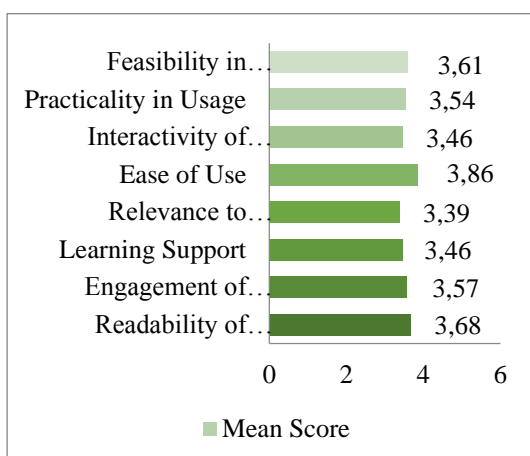 Feasibility in… 3,61
Practicality in Usage 3,54
Interactivity of… 3,46
Ease of Use 3,86
Relevance to… 3,39
Learning Support 3,46
Engagement of… 3,57
Readability of… 3,68
0 2 4 6
Mean Score